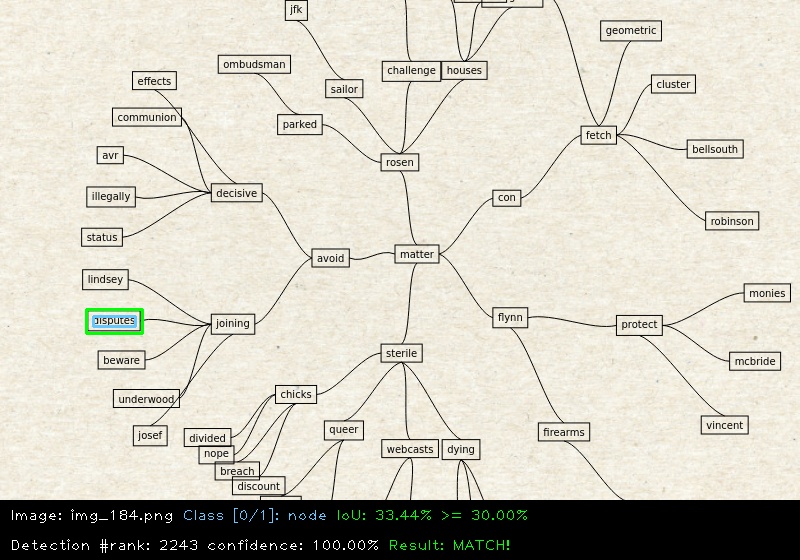 jfk
geometric
ombudsman
challenge
houses
effects
sailor
cluster
communion
parked
fetch
bellsouth
avr
rosen
illegally
decisive
con
robinson
status
avoid
matter
lindsey
monies
disputes
joining
flynn
protect
beware
sterile
mcbride
underwood
chicks
josef
divided
queer
firearms
vincent
nope
webcasts
dying
breach
discount
Image: img_184.png Class [0/1]: node IoU: 33.44% >= 30.00%
Detection #rank: 2243 confidence: 100.00% Result: MATCH!